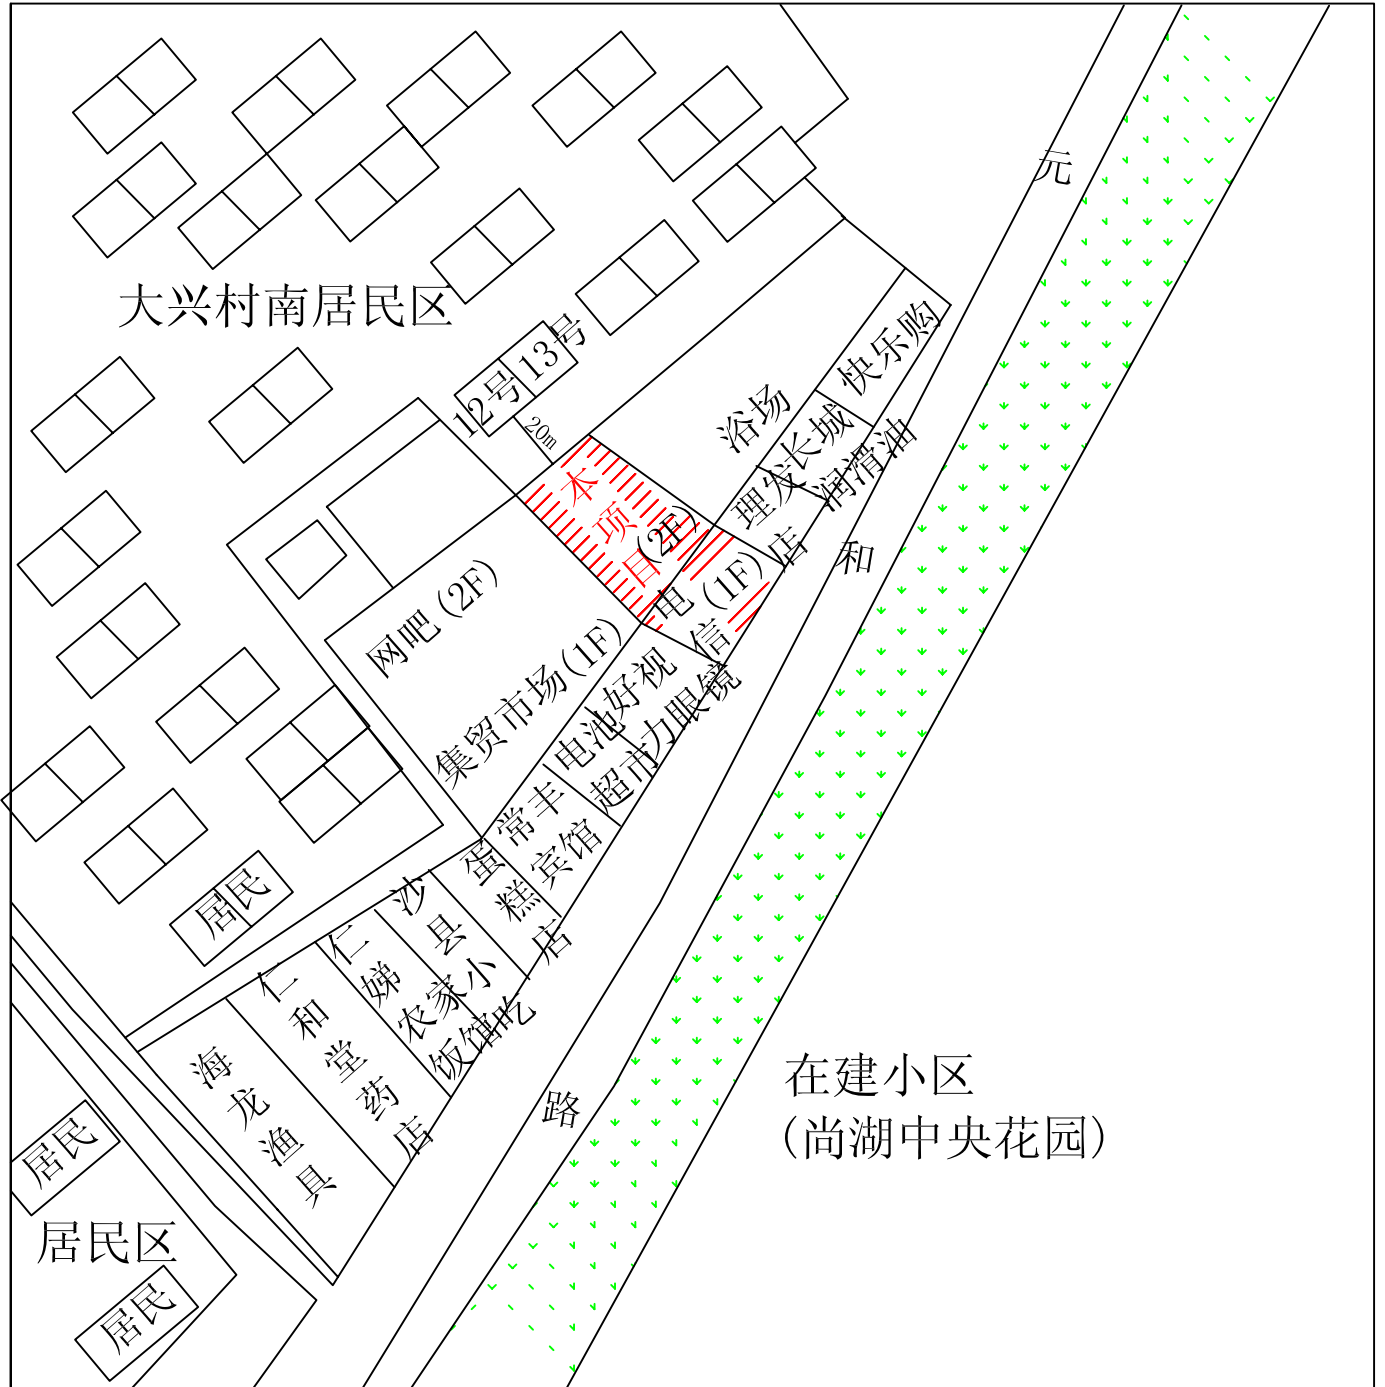 元
大兴村南居民区
12号
13号
20m
快乐购
浴场
长城
润滑油
理发
店
本项目
(2F)
和
电信
(1F)
网吧(2F)
集贸市场(1F)
好视
力眼镜
电池
超市
常丰
宾馆
蛋糕店
沙县小吃
仁娣
农家
饭馆
仁和堂药店
海龙渔具
居民
路
在建小区
(尚湖中央花园)
居民
居民区
居民